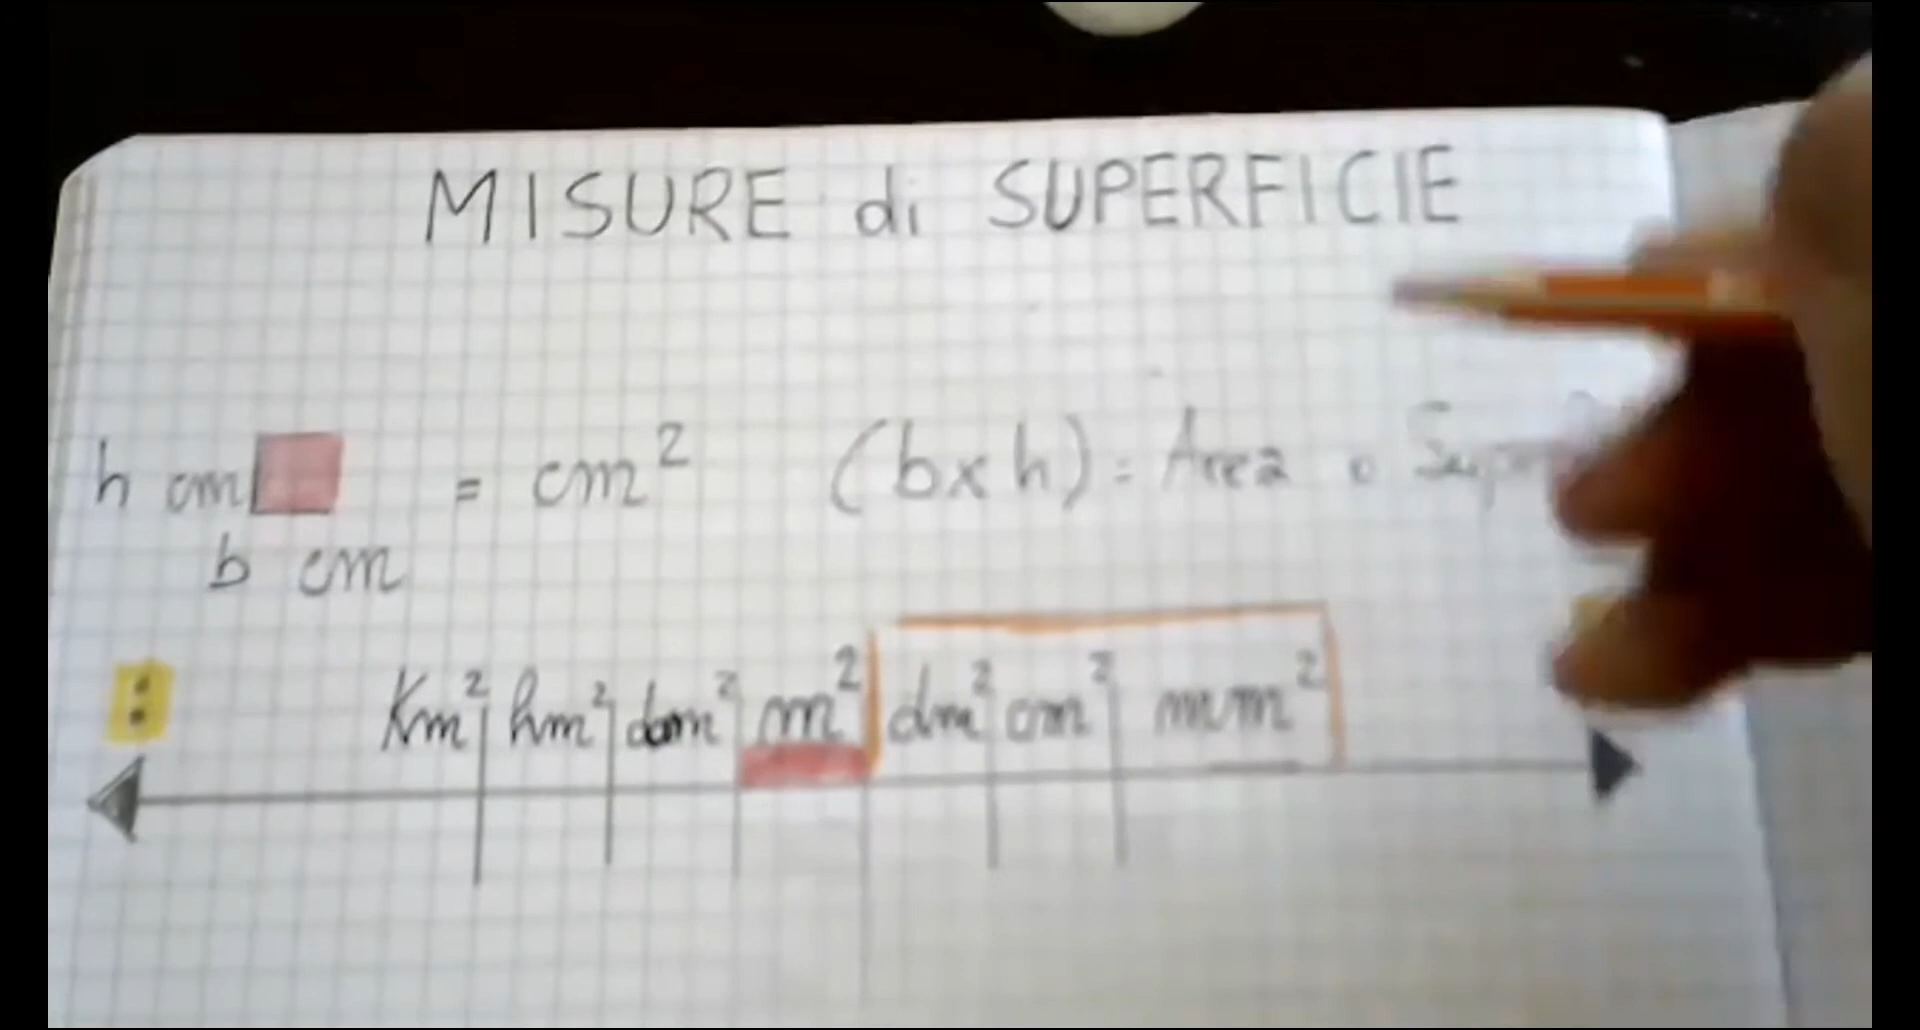 MISURE di SUPERFICIE
h cm = cm² (b x h) = Area o
b cm
:
Km² hm² dam² m² dm² cm² mm²